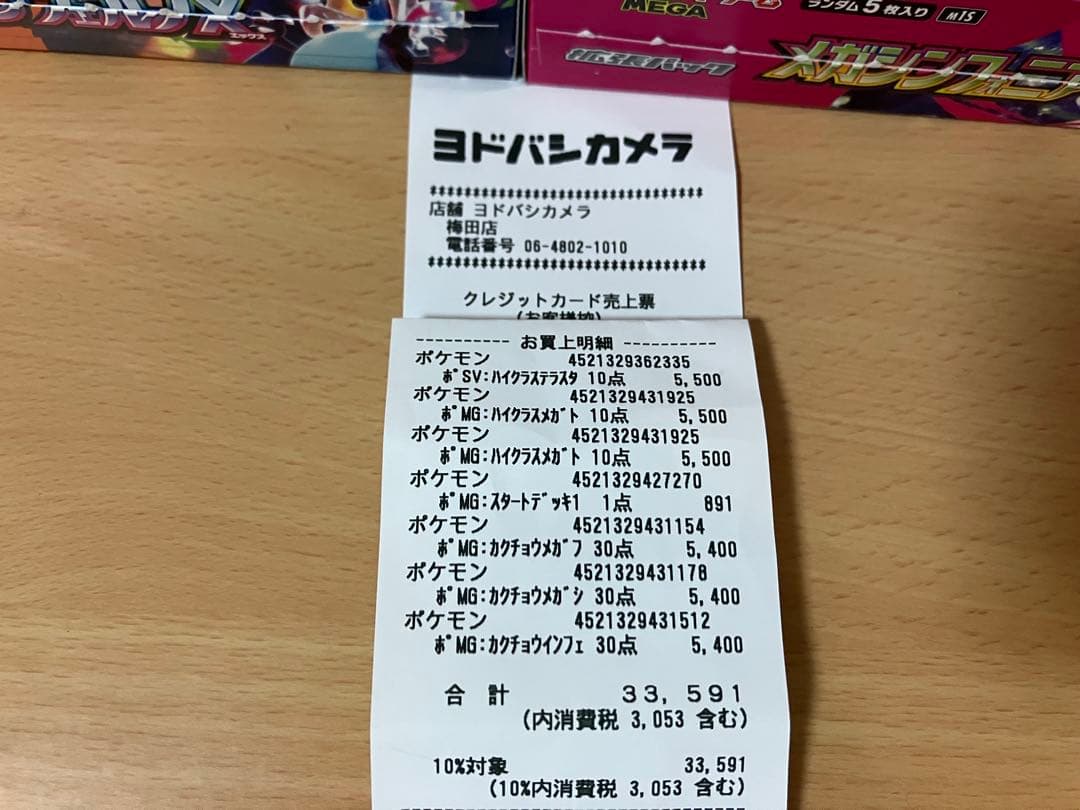 エックス
MEGA
ランダム5枚入り M1S
拡張パック
メガシンフォニア
ヨドバシカメラ
店舗 ヨドバシカメラ
梅田店
電話番号 06-4802-1010
クレジットカード売上票
(お客様控)
---------- お買上明細 ----------
ポケモン 4521329362335
ﾎﾟSV:ﾊｲｸﾗｽﾃﾗｽﾀ 10点 5,500
ポケモン 4521329431925
ﾎﾟMG:ﾊｲｸﾗｽﾒｶﾞﾄ 10点 5,500
ポケモン 4521329431925
ﾎﾟMG:ﾊｲｸﾗｽﾒｶﾞﾄ 10点 5,500
ポケモン 4521329427270
ﾎﾟMG:ｽﾀｰﾄﾃﾞｯｷ1 1点 891
ポケモン 4521329431154
ﾎﾟMG:ｶｸﾁｮｳﾒｶﾞﾌ 30点 5,400
ポケモン 4521329431178
ﾎﾟMG:ｶｸﾁｮｳﾒｶﾞｼ 30点 5,400
ポケモン 4521329431512
ﾎﾟMG:ｶｸﾁｮｳｲﾝﾌｪ 30点 5,400
合 計 33,591
(内消費税 3,053 含む)
10%対象 33,591
(10%内消費税 3,053 含む)